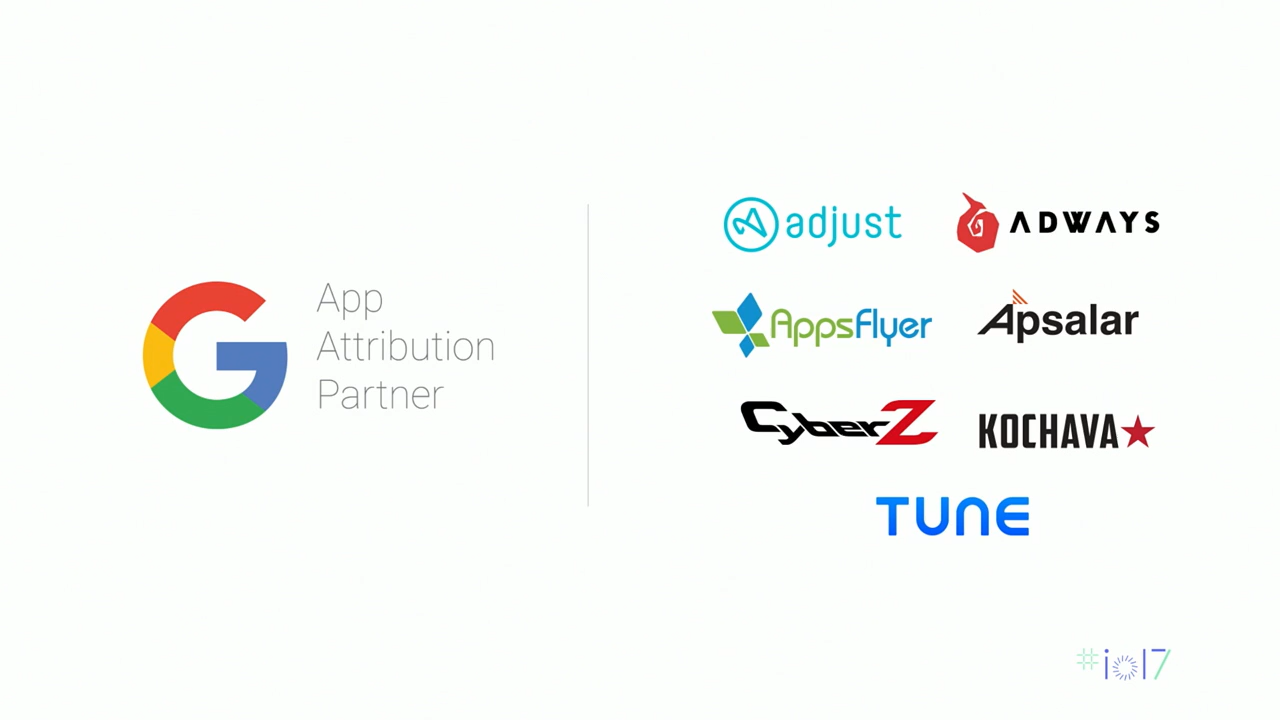 App
Attribution
Partner
adjust
ADWAYS
AppsFlyer
Apsalar
CyberZ
KOCHAVA
TUNE
#io17